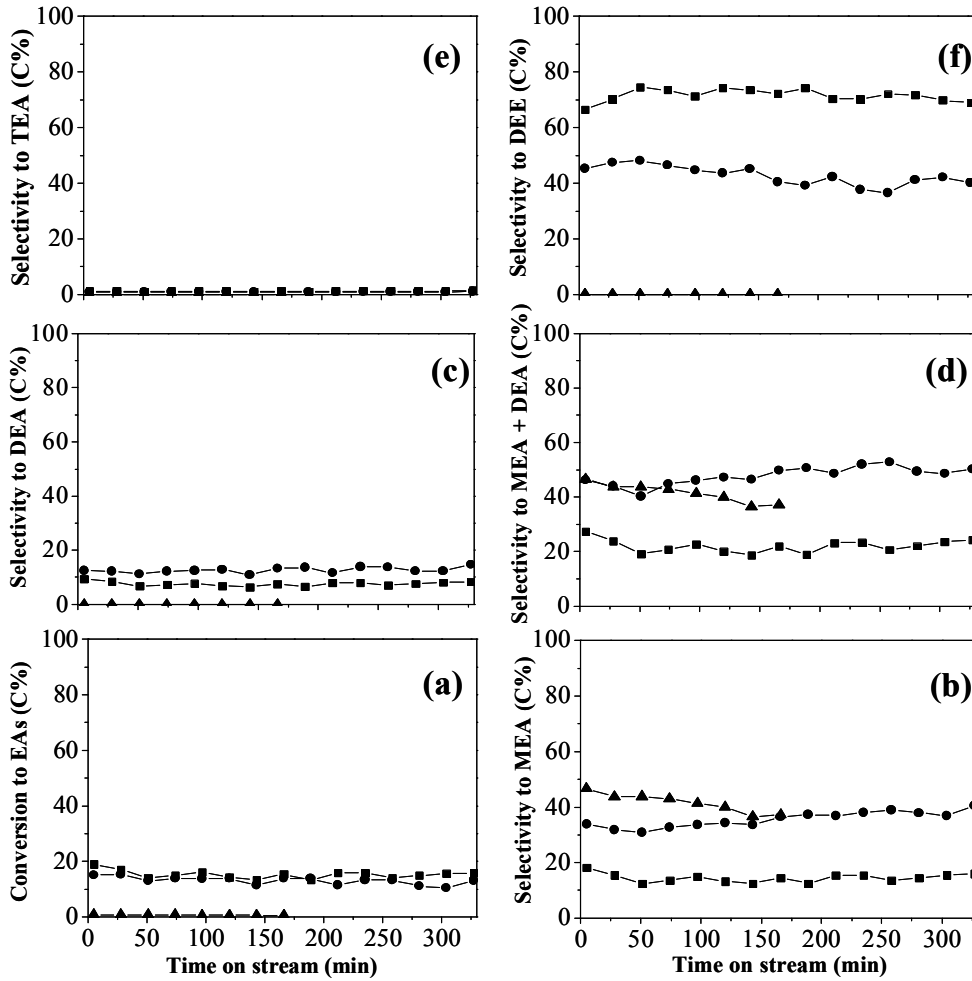 Selectivity to TEA (C%)
100
80
60
40
20
0
(e)
Selectivity to DEE (C%)
100
80
60
40
20
0
(f)
Selectivity to DEA (C%)
100
80
60
40
20
0
(c)
Selectivity to MEA + DEA (C%)
100
80
60
40
20
0
(d)
Conversion to EAs (C%)
100
80
60
40
20
0
(a)
0 50 100 150 200 250 300
Time on stream (min)
Selectivity to MEA (C%)
100
80
60
40
20
0
(b)
0 50 100 150 200 250 300
Time on stream (min)